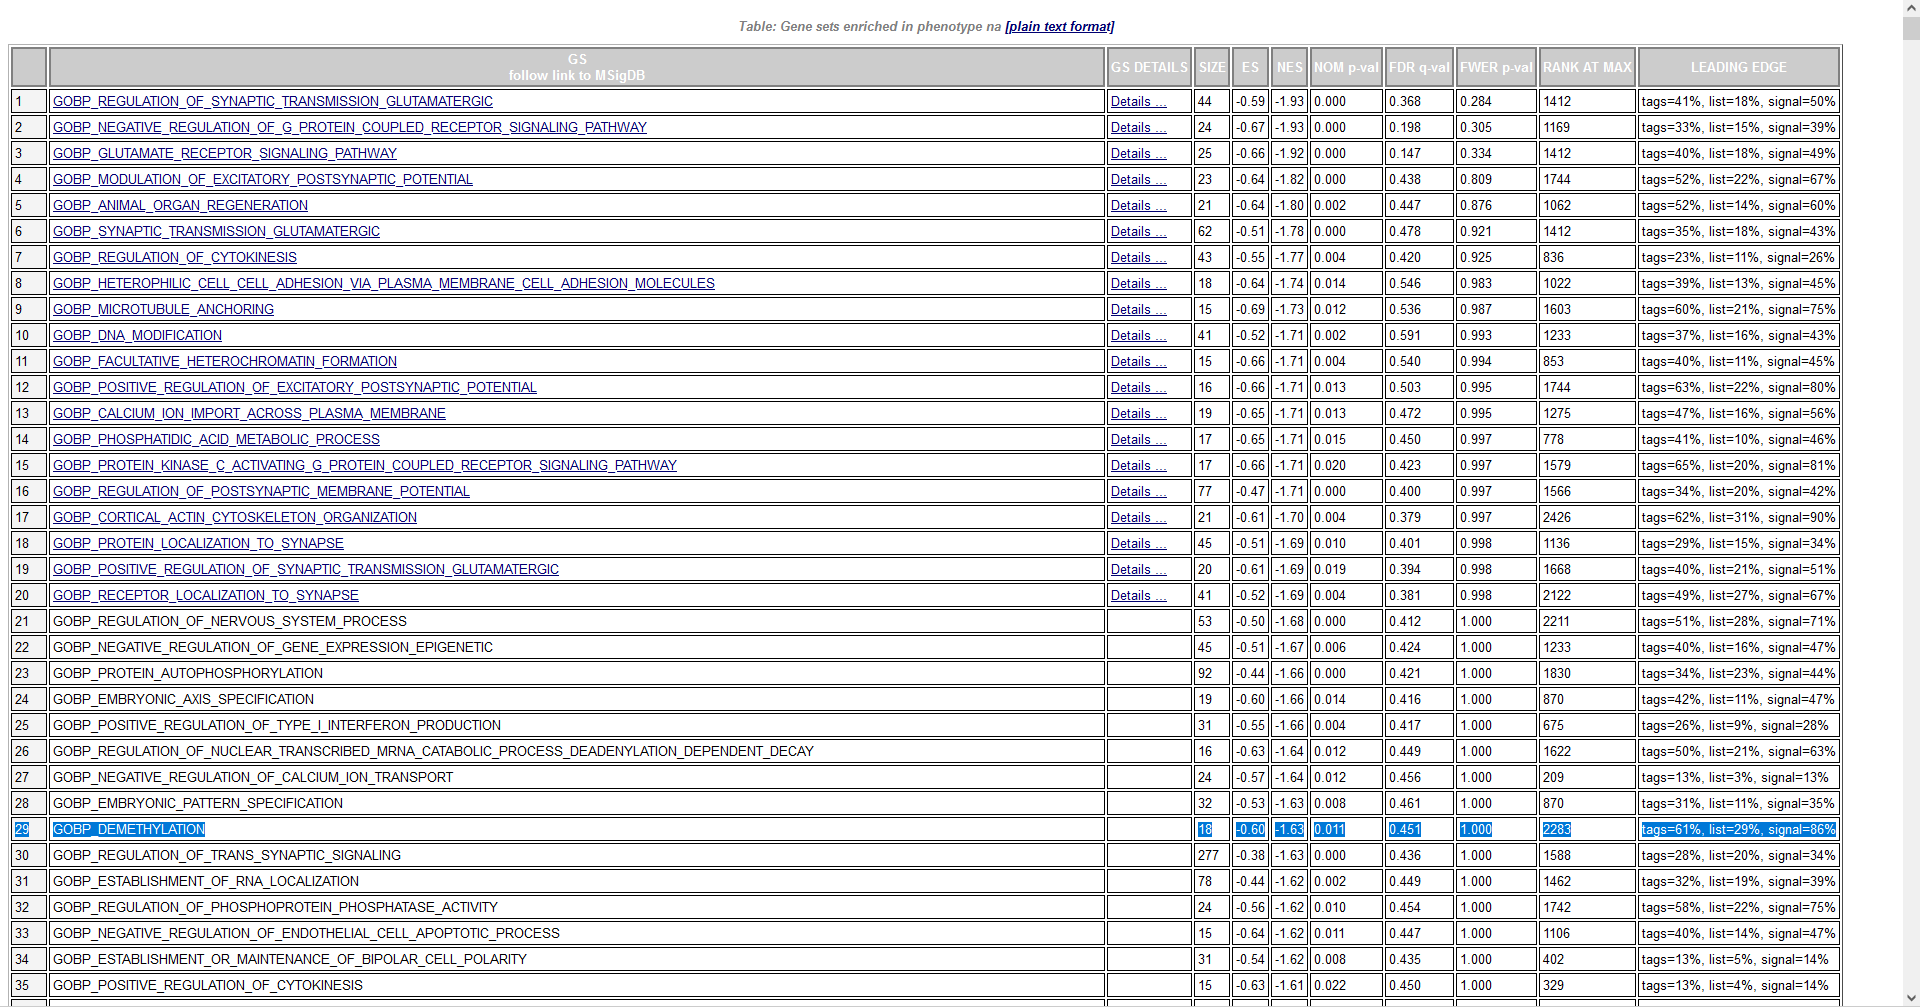 Table: Gene sets enriched in phenotype na [plain text format]
GS follow link to MSigDB GS DETAILS SIZE ES NES NOM p-val FDR q-val FWER p-val RANK AT MAX LEADING EDGE
1 GOBP_REGULATION_OF_SYNAPTIC_TRANSMISSION_GLUTAMATERGIC Details ... 44 -0.59 -1.93 0.000 0.368 0.284 1412 tags=41%, list=18%, signal=50%
2 GOBP_NEGATIVE_REGULATION_OF_G_PROTEIN_COUPLED_RECEPTOR_SIGNALING_PATHWAY Details ... 24 -0.67 -1.93 0.000 0.198 0.305 1169 tags=33%, list=15%, signal=39%
3 GOBP_GLUTAMATE_RECEPTOR_SIGNALING_PATHWAY Details ... 25 -0.66 -1.92 0.000 0.147 0.334 1412 tags=40%, list=18%, signal=49%
4 GOBP_MODULATION_OF_EXCITATORY_POSTSYNAPTIC_POTENTIAL Details ... 23 -0.64 -1.82 0.000 0.438 0.809 1744 tags=52%, list=22%, signal=67%
5 GOBP_ANIMAL_ORGAN_REGENERATION Details ... 21 -0.64 -1.80 0.002 0.447 0.876 1062 tags=52%, list=14%, signal=60%
6 GOBP_SYNAPTIC_TRANSMISSION_GLUTAMATERGIC Details ... 62 -0.51 -1.78 0.000 0.478 0.921 1412 tags=35%, list=18%, signal=43%
7 GOBP_REGULATION_OF_CYTOKINESIS Details ... 43 -0.55 -1.77 0.004 0.420 0.925 836 tags=23%, list=11%, signal=26%
8 GOBP_HETEROPHILIC_CELL_CELL_ADHESION_VIA_PLASMA_MEMBRANE_CELL_ADHESION_MOLECULES Details ... 18 -0.64 -1.74 0.014 0.546 0.983 1022 tags=39%, list=13%, signal=45%
9 GOBP_MICROTUBULE_ANCHORING Details ... 15 -0.69 -1.73 0.012 0.536 0.987 1603 tags=60%, list=21%, signal=75%
10 GOBP_DNA_MODIFICATION Details ... 41 -0.52 -1.71 0.002 0.591 0.993 1233 tags=37%, list=16%, signal=43%
11 GOBP_FACULTATIVE_HETEROCHROMATIN_FORMATION Details ... 15 -0.66 -1.71 0.004 0.540 0.994 853 tags=40%, list=11%, signal=45%
12 GOBP_POSITIVE_REGULATION_OF_EXCITATORY_POSTSYNAPTIC_POTENTIAL Details ... 16 -0.66 -1.71 0.013 0.503 0.995 1744 tags=63%, list=22%, signal=80%
13 GOBP_CALCIUM_ION_IMPORT_ACROSS_PLASMA_MEMBRANE Details ... 19 -0.65 -1.71 0.013 0.472 0.995 1275 tags=47%, list=16%, signal=56%
14 GOBP_PHOSPHATIDIC_ACID_METABOLIC_PROCESS Details ... 17 -0.65 -1.71 0.015 0.450 0.997 778 tags=41%, list=10%, signal=46%
15 GOBP_PROTEIN_KINASE_C_ACTIVATING_G_PROTEIN_COUPLED_RECEPTOR_SIGNALING_PATHWAY Details ... 17 -0.66 -1.71 0.020 0.423 0.997 1579 tags=65%, list=20%, signal=81%
16 GOBP_REGULATION_OF_POSTSYNAPTIC_MEMBRANE_POTENTIAL Details ... 77 -0.47 -1.71 0.000 0.400 0.997 1566 tags=34%, list=20%, signal=42%
17 GOBP_CORTICAL_ACTIN_CYTOSKELETON_ORGANIZATION Details ... 21 -0.61 -1.70 0.004 0.379 0.997 2426 tags=62%, list=31%, signal=90%
18 GOBP_PROTEIN_LOCALIZATION_TO_SYNAPSE Details ... 45 -0.51 -1.69 0.010 0.401 0.998 1136 tags=29%, list=15%, signal=34%
19 GOBP_POSITIVE_REGULATION_OF_SYNAPTIC_TRANSMISSION_GLUTAMATERGIC Details ... 20 -0.61 -1.69 0.019 0.394 0.998 1668 tags=40%, list=21%, signal=51%
20 GOBP_RECEPTOR_LOCALIZATION_TO_SYNAPSE Details ... 41 -0.52 -1.69 0.004 0.381 0.998 2122 tags=49%, list=27%, signal=67%
21 GOBP_REGULATION_OF_NERVOUS_SYSTEM_PROCESS 53 -0.50 -1.68 0.000 0.412 1.000 2211 tags=51%, list=28%, signal=71%
22 GOBP_NEGATIVE_REGULATION_OF_GENE_EXPRESSION_EPIGENETIC 45 -0.51 -1.67 0.006 0.424 1.000 1233 tags=40%, list=16%, signal=47%
23 GOBP_PROTEIN_AUTOPHOSPHORYLATION 92 -0.44 -1.66 0.000 0.421 1.000 1830 tags=34%, list=23%, signal=44%
24 GOBP_EMBRYONIC_AXIS_SPECIFICATION 19 -0.60 -1.66 0.014 0.416 1.000 870 tags=42%, list=11%, signal=47%
25 GOBP_POSITIVE_REGULATION_OF_TYPE_I_INTERFERON_PRODUCTION 31 -0.55 -1.66 0.004 0.417 1.000 675 tags=26%, list=9%, signal=28%
26 GOBP_REGULATION_OF_NUCLEAR_TRANSCRIBED_MRNA_CATABOLIC_PROCESS_DEADENYLATION_DEPENDENT_DECAY 16 -0.63 -1.64 0.012 0.449 1.000 1622 tags=50%, list=21%, signal=63%
27 GOBP_NEGATIVE_REGULATION_OF_CALCIUM_ION_TRANSPORT 24 -0.57 -1.64 0.012 0.456 1.000 209 tags=13%, list=3%, signal=13%
28 GOBP_EMBRYONIC_PATTERN_SPECIFICATION 32 -0.53 -1.63 0.008 0.461 1.000 870 tags=31%, list=11%, signal=35%
29 GOBP_DEMETHYLATION 18 -0.60 -1.63 0.011 0.451 1.000 2283 tags=61%, list=29%, signal=86%
30 GOBP_REGULATION_OF_TRANS_SYNAPTIC_SIGNALING 277 -0.38 -1.63 0.000 0.436 1.000 1588 tags=28%, list=20%, signal=34%
31 GOBP_ESTABLISHMENT_OF_RNA_LOCALIZATION 78 -0.44 -1.62 0.002 0.449 1.000 1462 tags=32%, list=19%, signal=39%
32 GOBP_REGULATION_OF_PHOSPHOPROTEIN_PHOSPHATASE_ACTIVITY 24 -0.56 -1.62 0.010 0.454 1.000 1742 tags=58%, list=22%, signal=75%
33 GOBP_NEGATIVE_REGULATION_OF_ENDOTHELIAL_CELL_APOPTOTIC_PROCESS 15 -0.64 -1.62 0.011 0.447 1.000 1106 tags=40%, list=14%, signal=47%
34 GOBP_ESTABLISHMENT_OR_MAINTENANCE_OF_BIPOLAR_CELL_POLARITY 31 -0.54 -1.62 0.008 0.435 1.000 402 tags=13%, list=5%, signal=14%
35 GOBP_POSITIVE_REGULATION_OF_CYTOKINESIS 15 -0.63 -1.61 0.022 0.450 1.000 329 tags=13%, list=4%, signal=14%